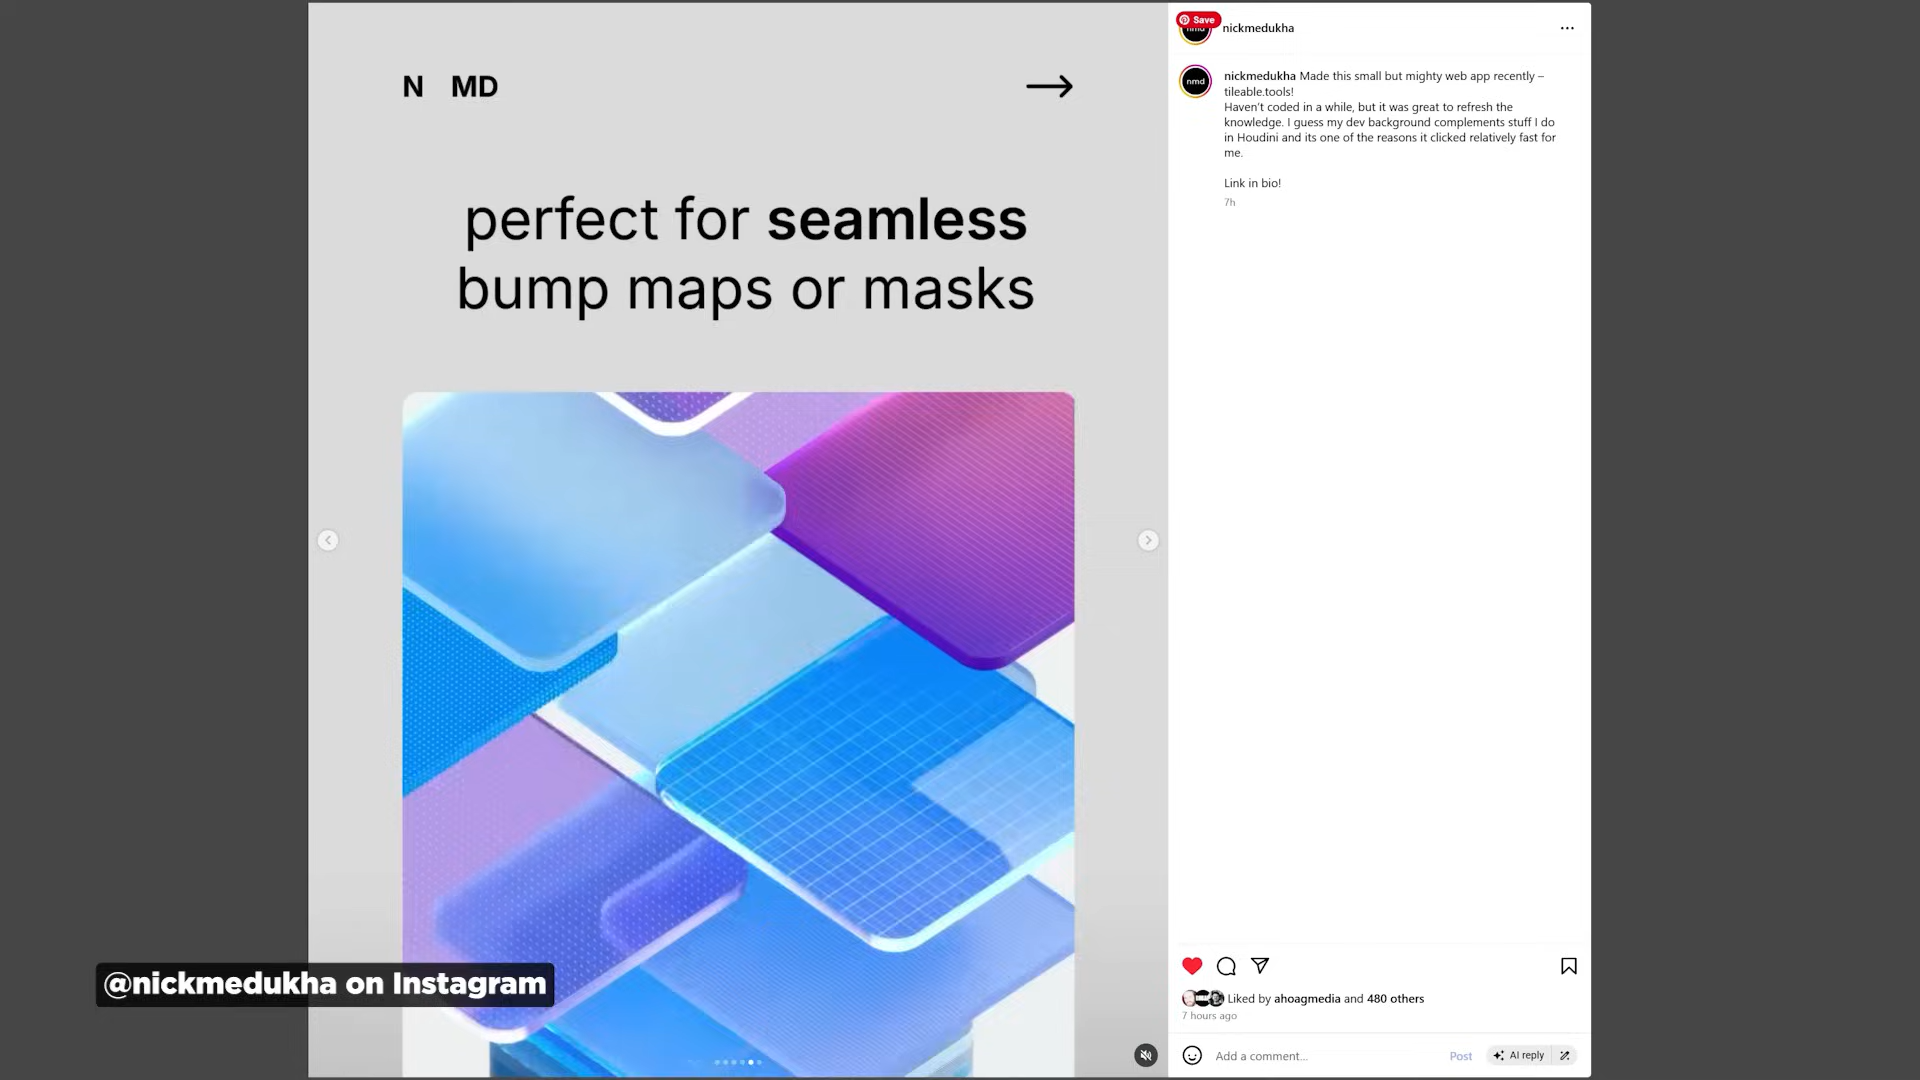 N MD
perfect for seamless
bump maps or masks
@nickmedukha on Instagram
Save
nickmedukha
nmd
nickmedukha Made this small but mighty web app recently –
tileable.tools!
Haven't coded in a while, but it was great to refresh the
knowledge. I guess my dev background complements stuff I do
in Houdini and its one of the reasons it clicked relatively fast for
me.
Link in bio!
7h
Liked by ahoagmedia and 480 others
7 hours ago
Add a comment...
Post
AI reply